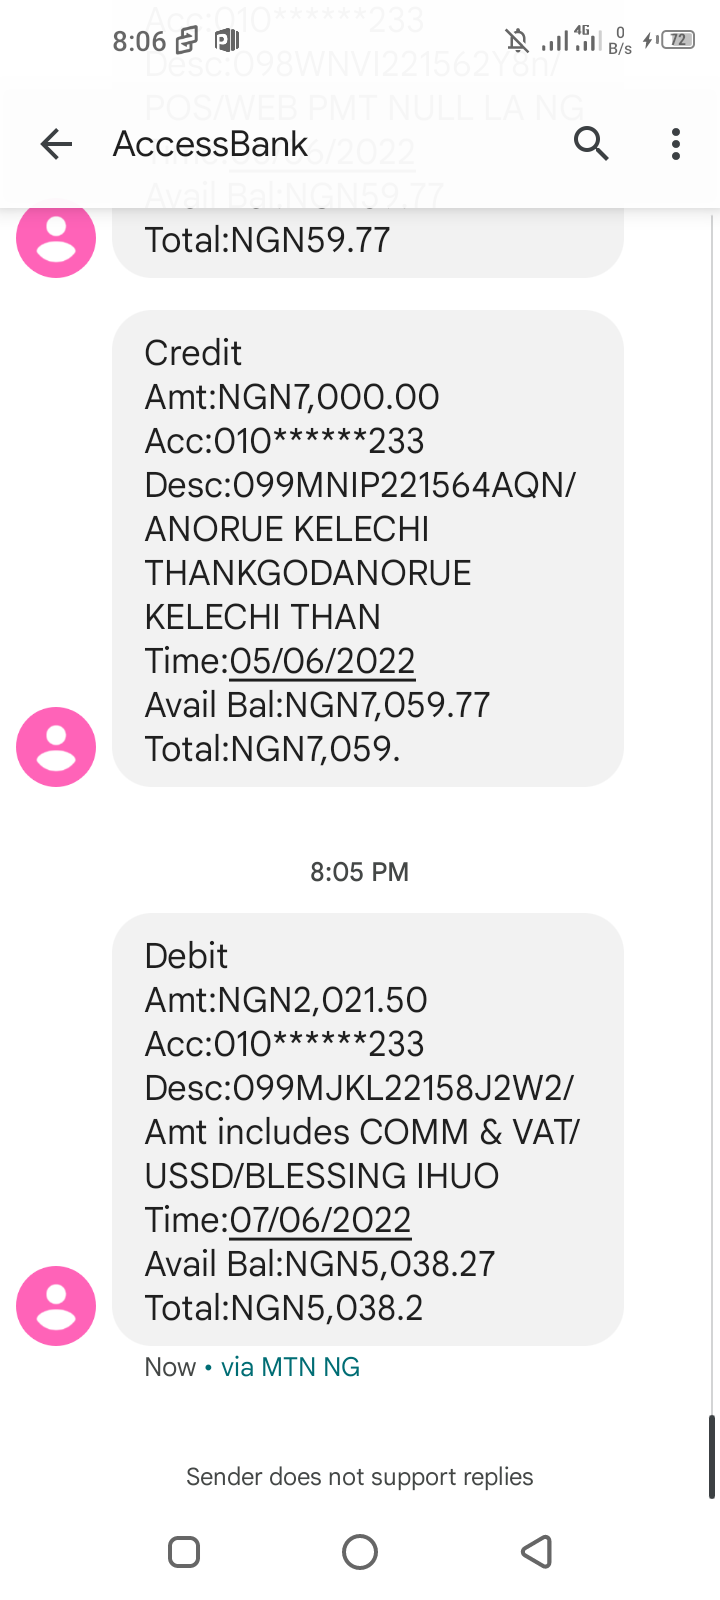 Acc:010******233
8:06 4G 0 B/s 72
Desc:098WNVI221562Y8n/
POS/WEB PMT NULL LA NG
AccessBank
Avail Bal:NGN59.77
Total:NGN59.77
Credit
Amt:NGN7,000.00
Acc:010******233
Desc:099MNIP221564AQN/
ANORUE KELECHI
THANKGODANORUE
KELECHI THAN
Time:05/06/2022
Avail Bal:NGN7,059.77
Total:NGN7,059.
8:05 PM
Debit
Amt:NGN2,021.50
Acc:010******233
Desc:099MJKL22158J2W2/
Amt includes COMM & VAT/
USSD/BLESSING IHUO
Time:07/06/2022
Avail Bal:NGN5,038.27
Total:NGN5,038.2
Now • via MTN NG
Sender does not support replies